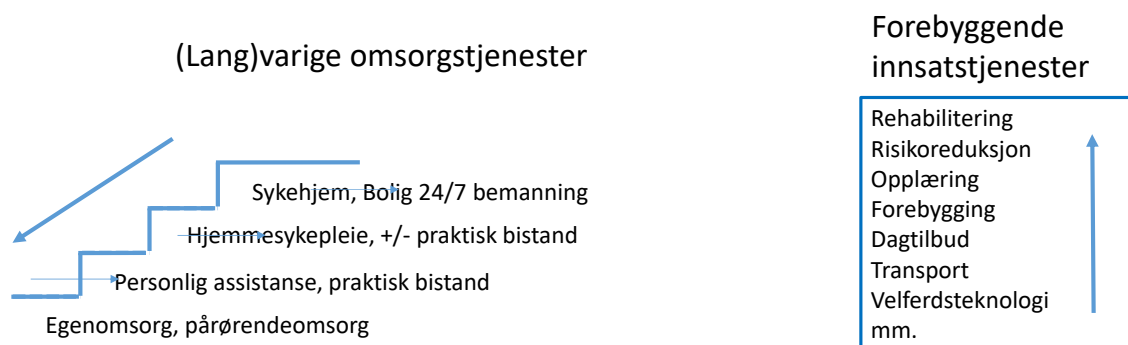 (Lang)varige omsorgstjenester
Sykehjem, Bolig 24/7 bemanning
Hjemmesykepleie, +/- praktisk bistand
Personlig assistanse, praktisk bistand
Egenomsorg, pårørendeomsorg
Forebyggende
innsatstjenester
Rehabilitering
Risikoreduksjon
Opplæring
Forebygging
Dagtilbud
Transport
Velferdsteknologi
mm.